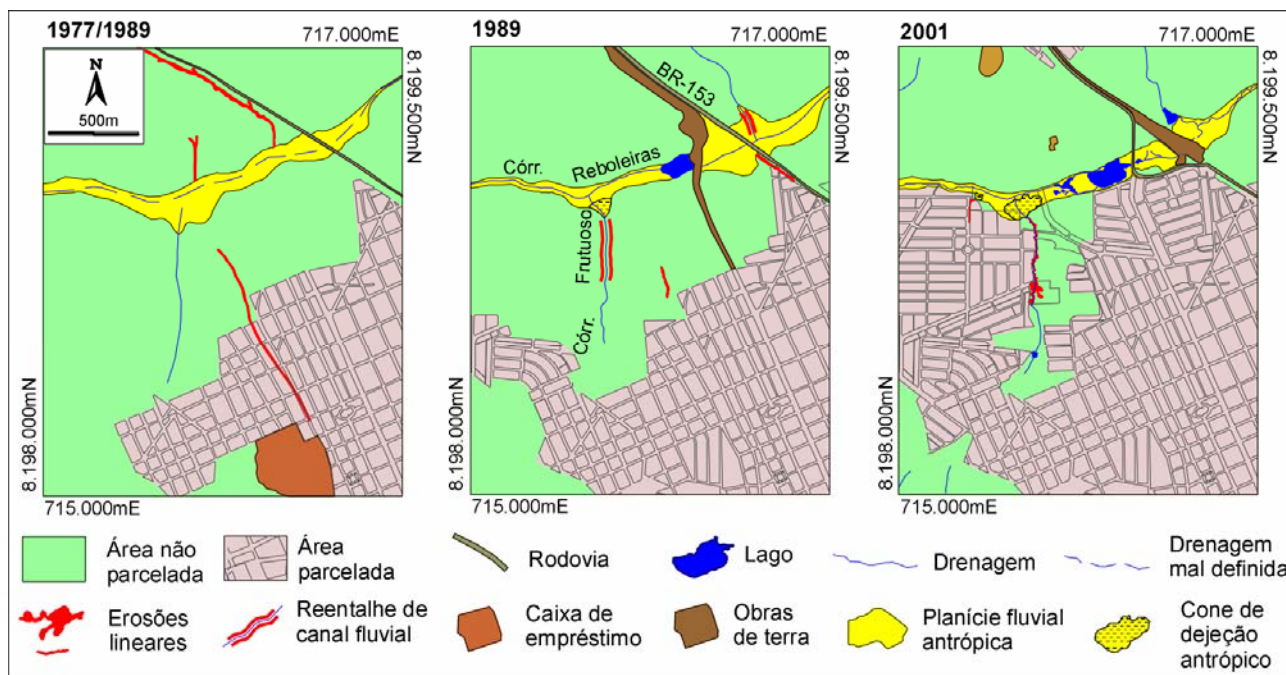 1977/1989
717.000mE
N
500m
8.199.500mN
8.198.000mN
715.000mE
1989
717.000mE
BR-153
8.199.500mN
Córr. Reboleiras
Córr. Frutuoso
8.198.000mN
715.000mE
2001
717.000mE
8.199.500mN
8.198.000mN
715.000mE
Área não
parcelada
Área
parcelada
Rodovia
Lago
Drenagem
Drenagem
mal definida
Erosões
lineares
Reentalhe de
canal fluvial
Caixa de
empréstimo
Obras
de terra
Planície fluvial
antrópica
Cone de
dejeção
antrópico